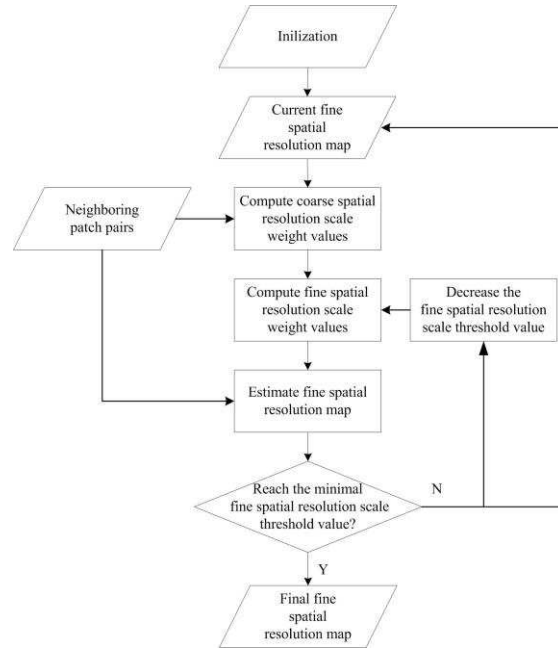 Inilization
Current fine
spatial
resolution map
Neighboring
patch pairs
Compute coarse spatial
resolution scale
weight values
Compute fine spatial
resolution scale
weight values
Decrease the
fine spatial resolution
scale threshold value
Estimate fine spatial
resolution map
Reach the minimal
fine spatial resolution scale
threshold value?
N
Y
Final fine
spatial
resolution map